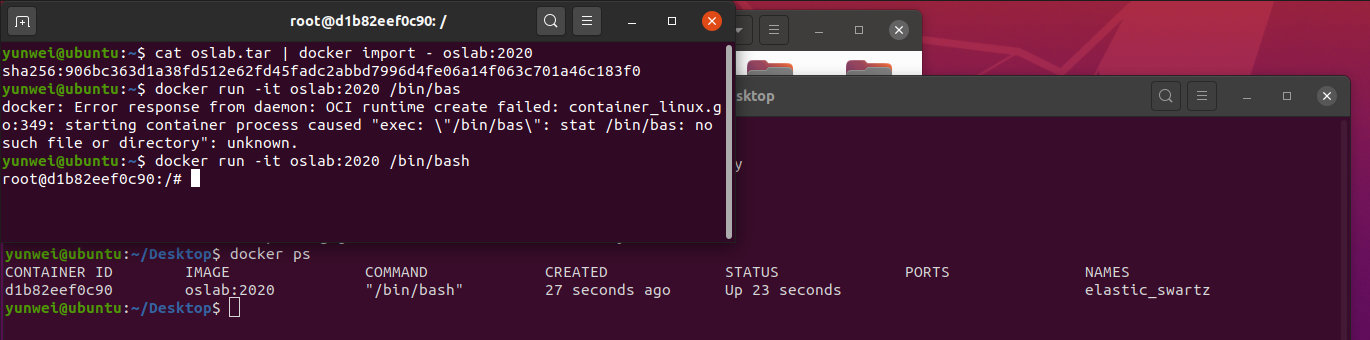 root@d1b82eef0c90: /
yunwei@ubuntu:~$ cat oslab.tar | docker import - oslab:2020
sha256:906bc363d1a38fd512e62fd45fadc2abbd7996d4fe06a14f063c701a46c183f0
yunwei@ubuntu:~$ docker run -it oslab:2020 /bin/bas
docker: Error response from daemon: OCI runtime create failed: container_linux.g
o:349: starting container process caused "exec: \"/bin/bas\": stat /bin/bas: no
such file or directory": unknown.
yunwei@ubuntu:~$ docker run -it oslab:2020 /bin/bash
root@d1b82eef0c90:/#
sktop
y
yunwei@ubuntu:~/Desktop$ docker ps
CONTAINER ID IMAGE COMMAND CREATED STATUS PORTS NAMES
d1b82eef0c90 oslab:2020 "/bin/bash" 27 seconds ago Up 23 seconds elastic_swartz
yunwei@ubuntu:~/Desktop$